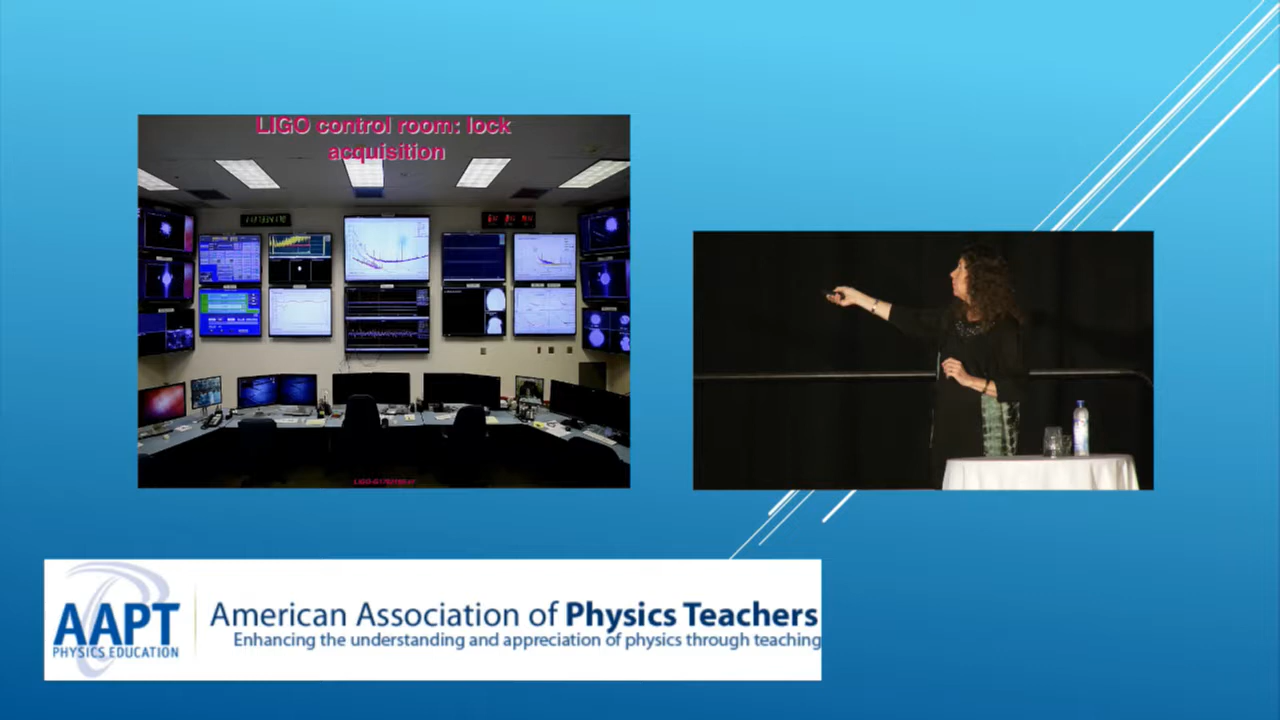 LIGO control room: lock
acquisition
AAPT
PHYSICS EDUCATION
American Association of Physics Teachers
Enhancing the understanding and appreciation of physics through teaching